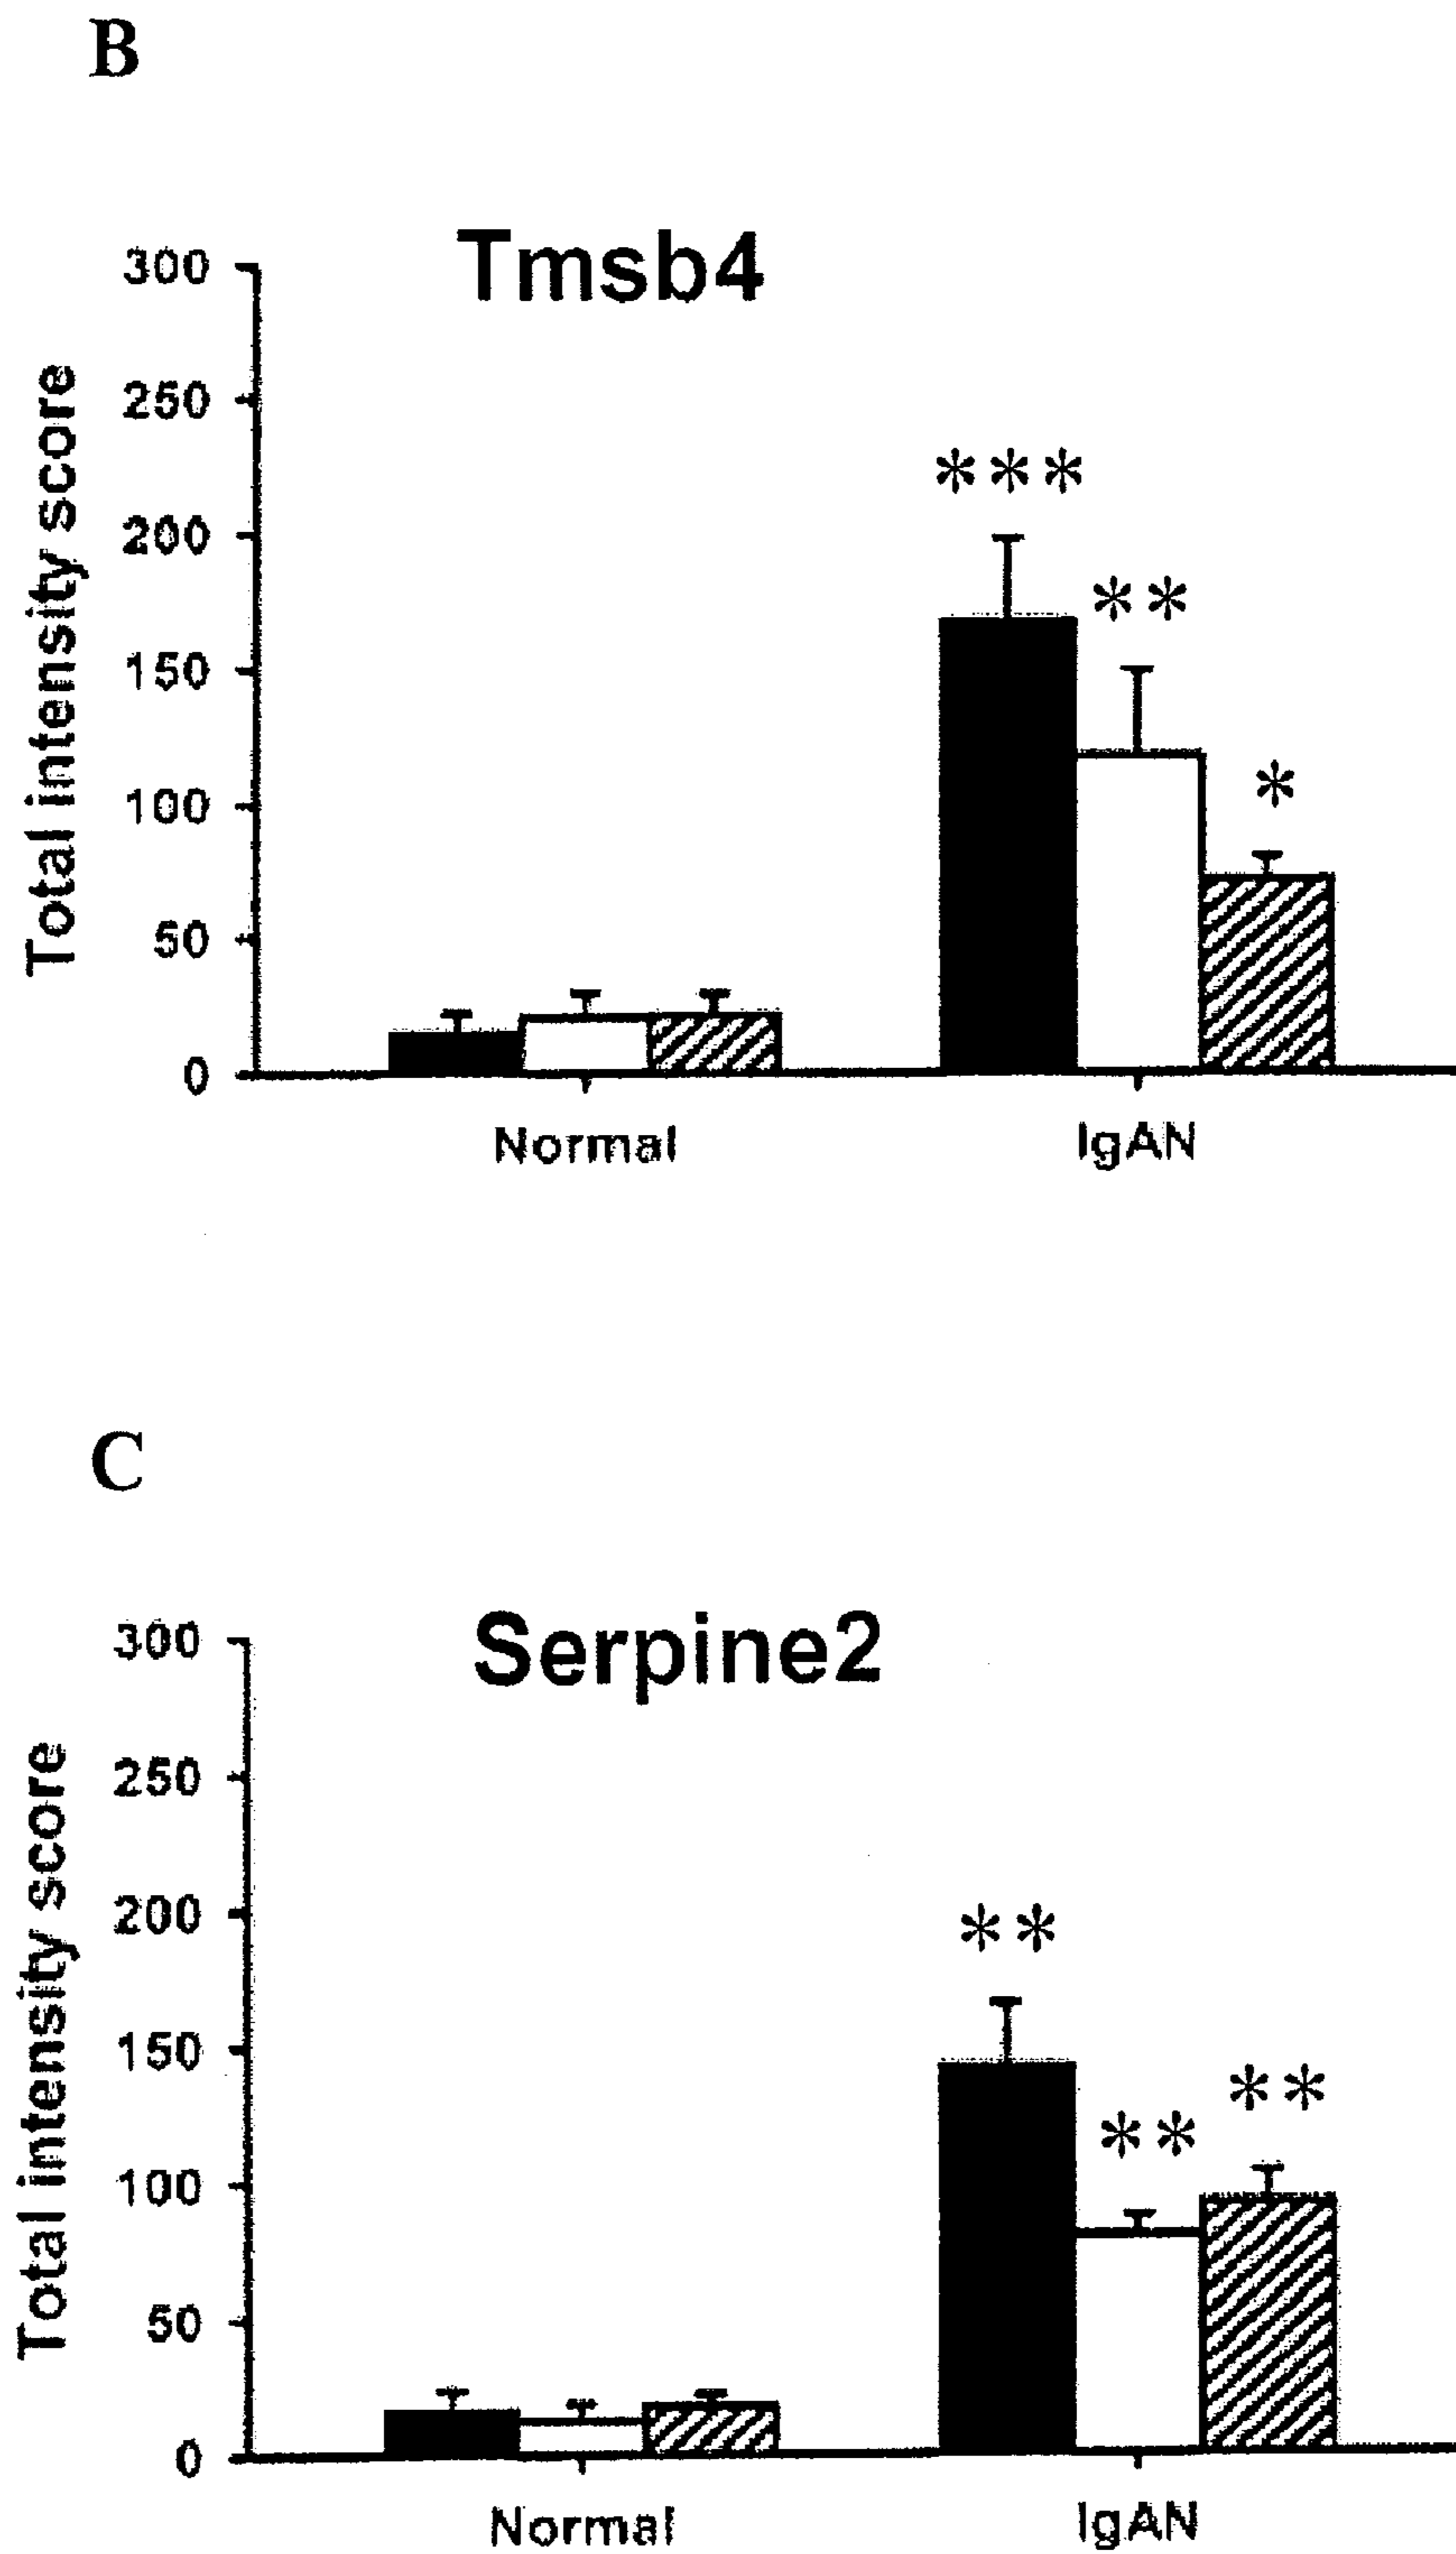 B
Tmsb4
Total intensity score
300
250
200
150
100
50
0
***
**
*
Normal IgAN
C
Serpine2
Total intensity score
300
250
200
150
100
50
0
**
**
**
Normal IgAN